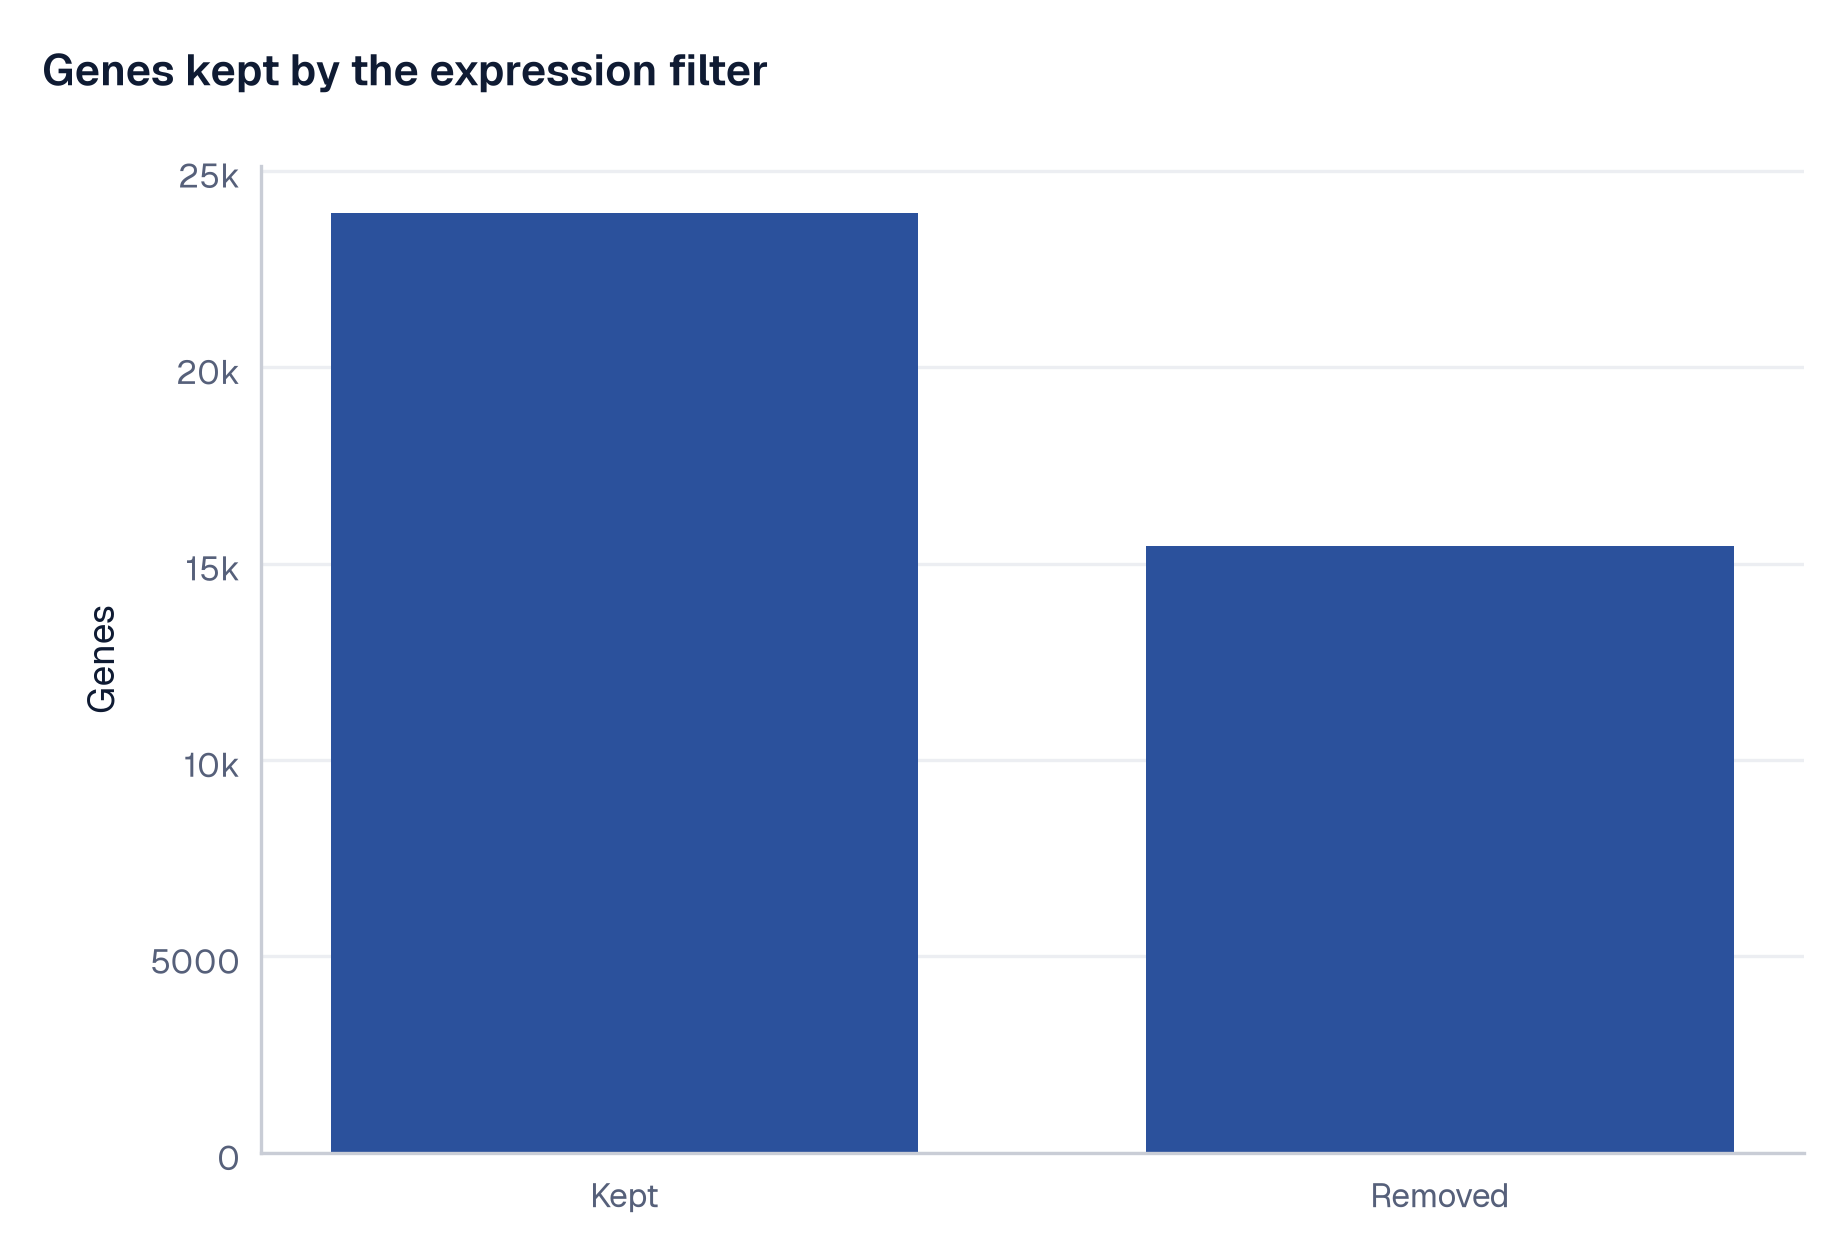 Genes kept by the expression filter
25k
20k
15k
10k
5000
0
Genes
Kept
Removed